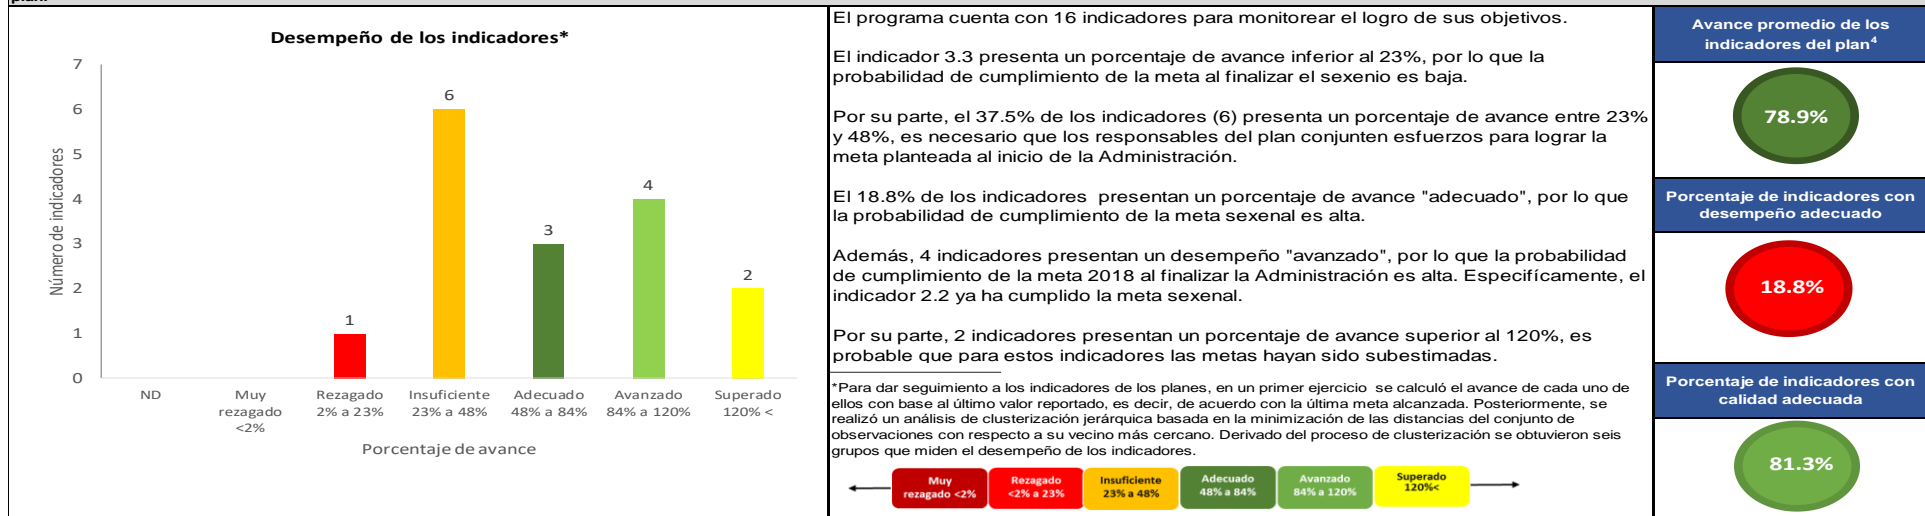 plan.
Desempeño de los indicadores*
7
6
5
4
3
2
1
0
Número de indicadores
1
6
3
4
2
ND
Muy
rezagado
<2%
Rezagado
2% a 23%
Insuficiente
23% a 48%
Adecuado
48% a 84%
Avanzado
84% a 120%
Superado
120% <
Porcentaje de avance
El programa cuenta con 16 indicadores para monitorear el logro de sus objetivos.
El indicador 3.3 presenta un porcentaje de avance inferior al 23%, por lo que la
probabilidad de cumplimiento de la meta al finalizar el sexenio es baja.
Por su parte, el 37.5% de los indicadores (6) presenta un porcentaje de avance entre 23%
y 48%, es necesario que los responsables del plan conjunten esfuerzos para lograr la
meta planteada al inicio de la Administración.
El 18.8% de los indicadores  presentan un porcentaje de avance "adecuado", por lo que
la probabilidad de cumplimiento de la meta sexenal es alta.
Además, 4 indicadores presentan un desempeño "avanzado", por lo que la probabilidad
de cumplimiento de la meta 2018 al finalizar la Administración es alta. Especifícamente, el
indicador 2.2 ya ha cumplido la meta sexenal.
Por su parte, 2 indicadores presentan un porcentaje de avance superior al 120%, es
probable que para estos indicadores las metas hayan sido subestimadas.
*Para dar seguimiento a los indicadores de los planes, en un primer ejercicio  se calculó el avance de cada uno de
ellos con base al último valor reportado, es decir, de acuerdo con la última meta alcanzada. Posteriormente, se
realizó un análisis de clusterización jerárquica basada en la minimización de las distancias del conjunto de
observaciones con respecto a su vecino más cercano. Derivado del proceso de clusterización se obtuvieron seis
grupos que miden el desempeño de los indicadores.
Muy
rezagado <2%
Rezagado
<2% a 23%
Insuficiente
23% a 48%
Adecuado
48% a 84%
Avanzado
84% a 120%
Superado
120%<
Avance promedio de los
indicadores del plan4
78.9%
Porcentaje de indicadores con
desempeño adecuado
18.8%
Porcentaje de indicadores con
calidad adecuada
81.3%